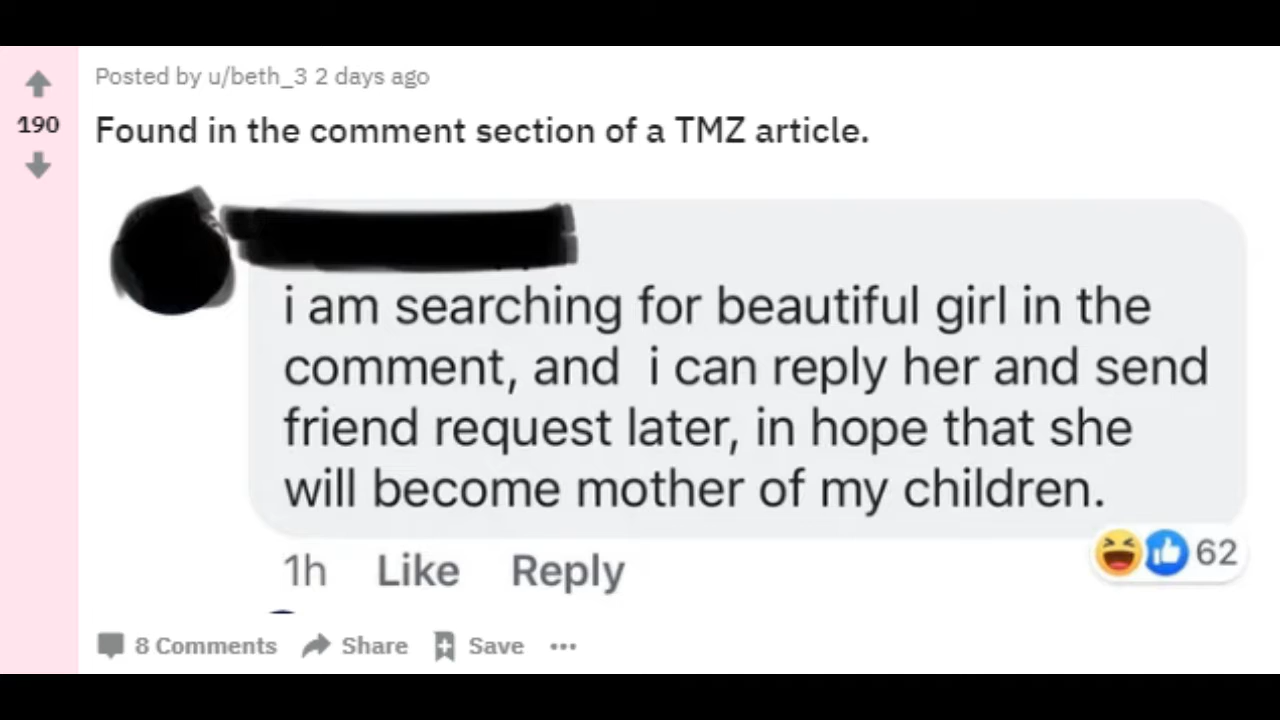 Posted by u/beth_3 2 days ago
190
Found in the comment section of a TMZ article.
i am searching for beautiful girl in the
comment, and  i can reply her and send
friend request later, in hope that she
will become mother of my children.
1h Like Reply
62
8 Comments Share Save ...